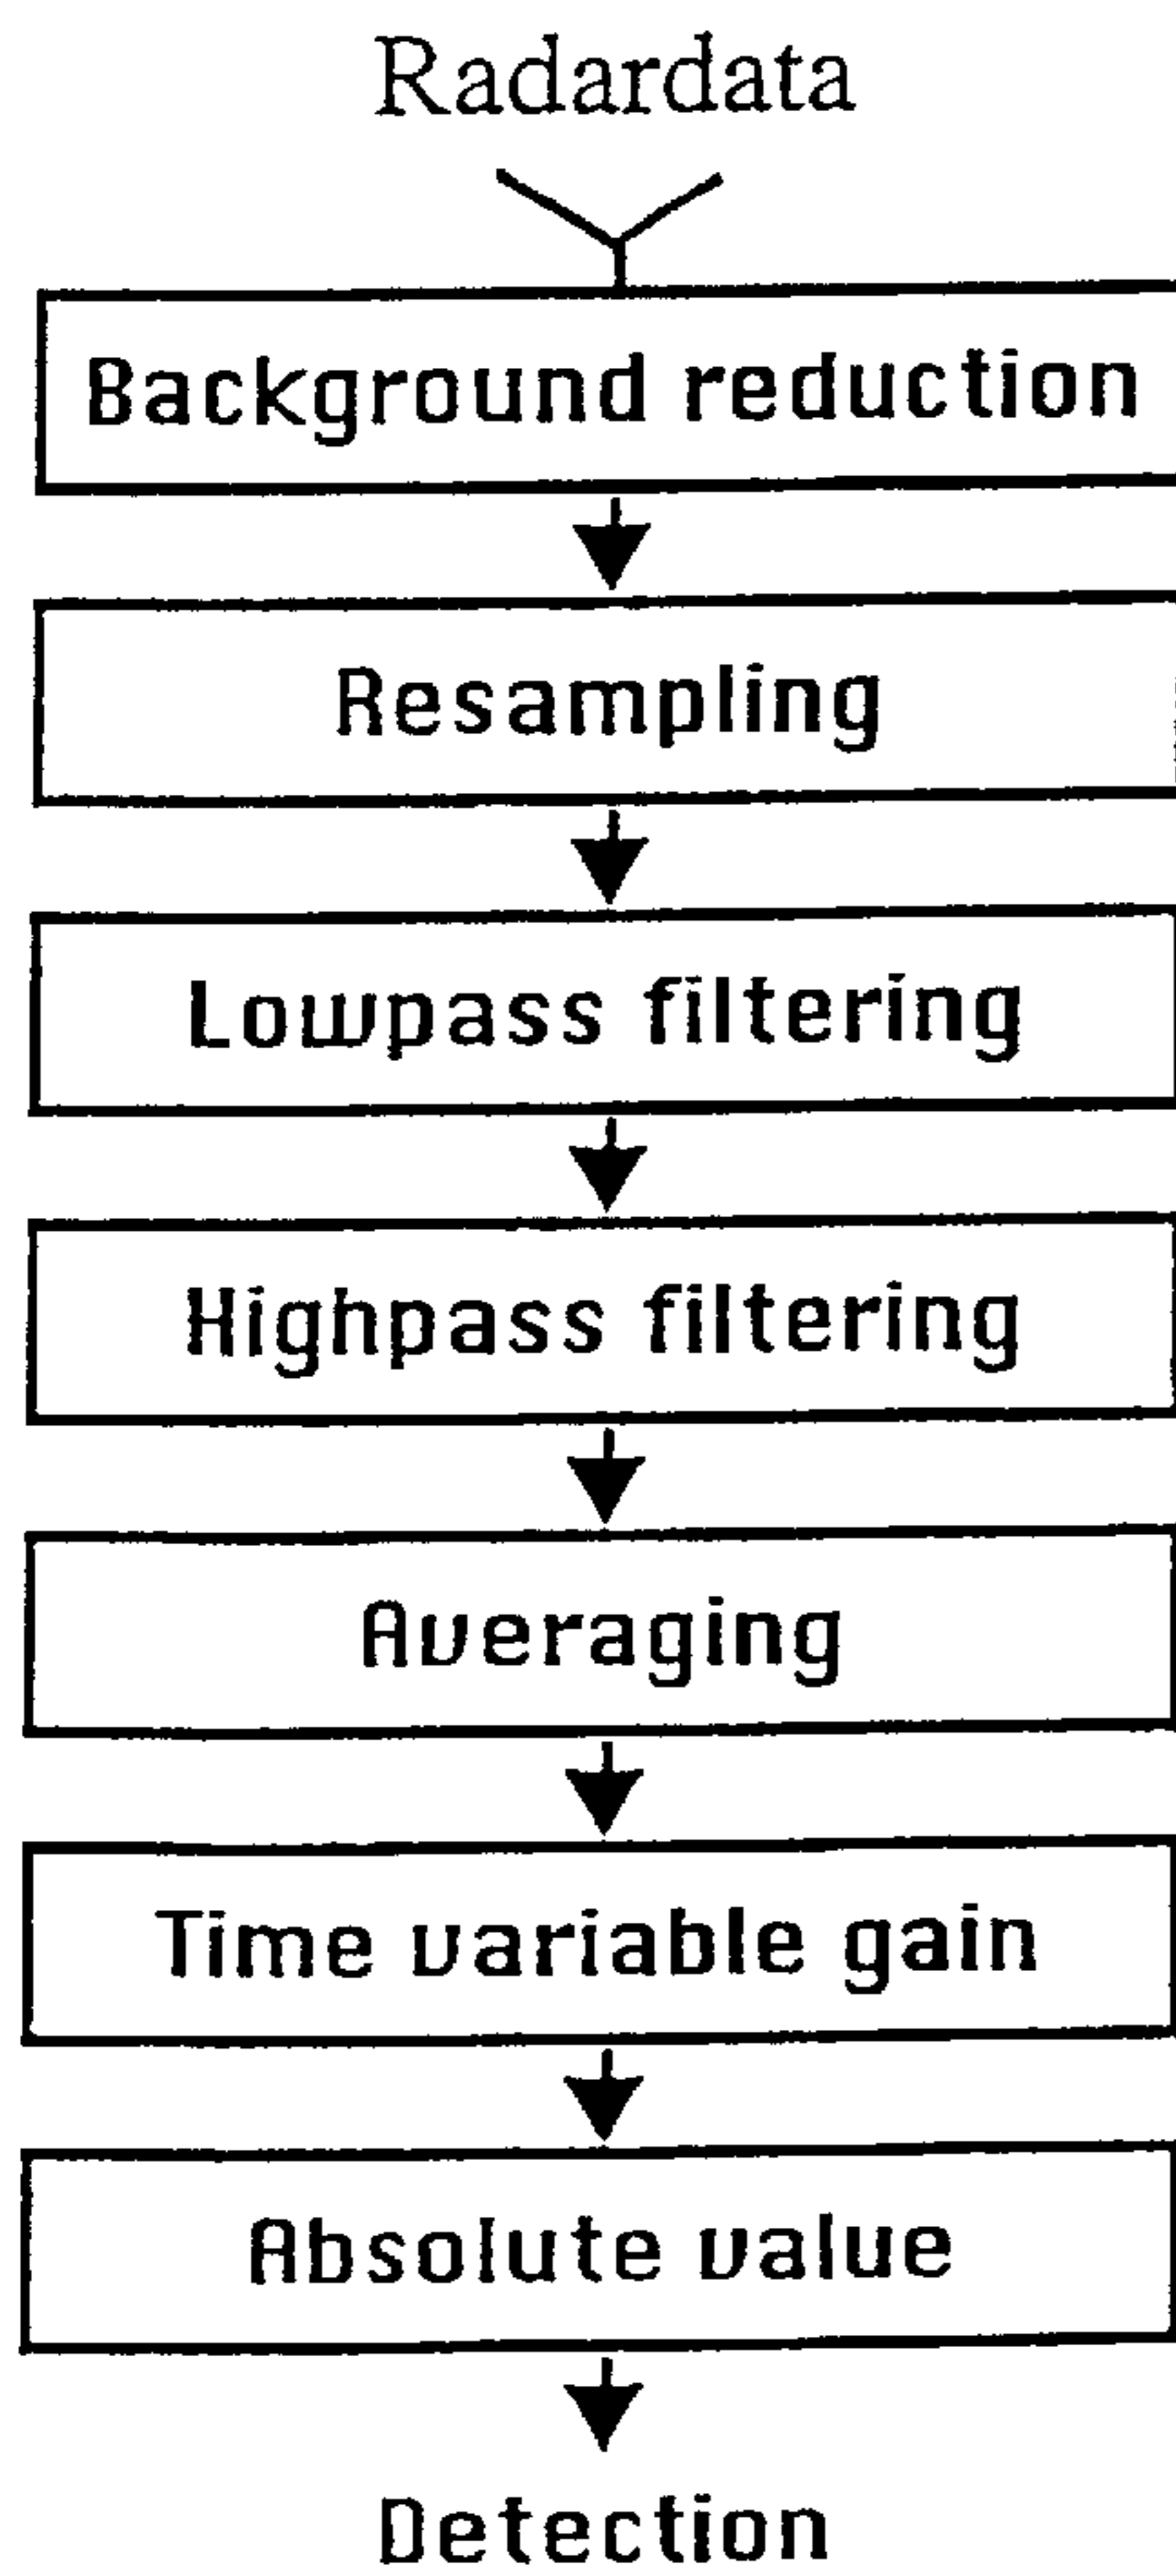 Radardata
Background reduction
Resampling
Lowpass filtering
Highpass filtering
Averaging
Time variable gain
Absolute value
Detection